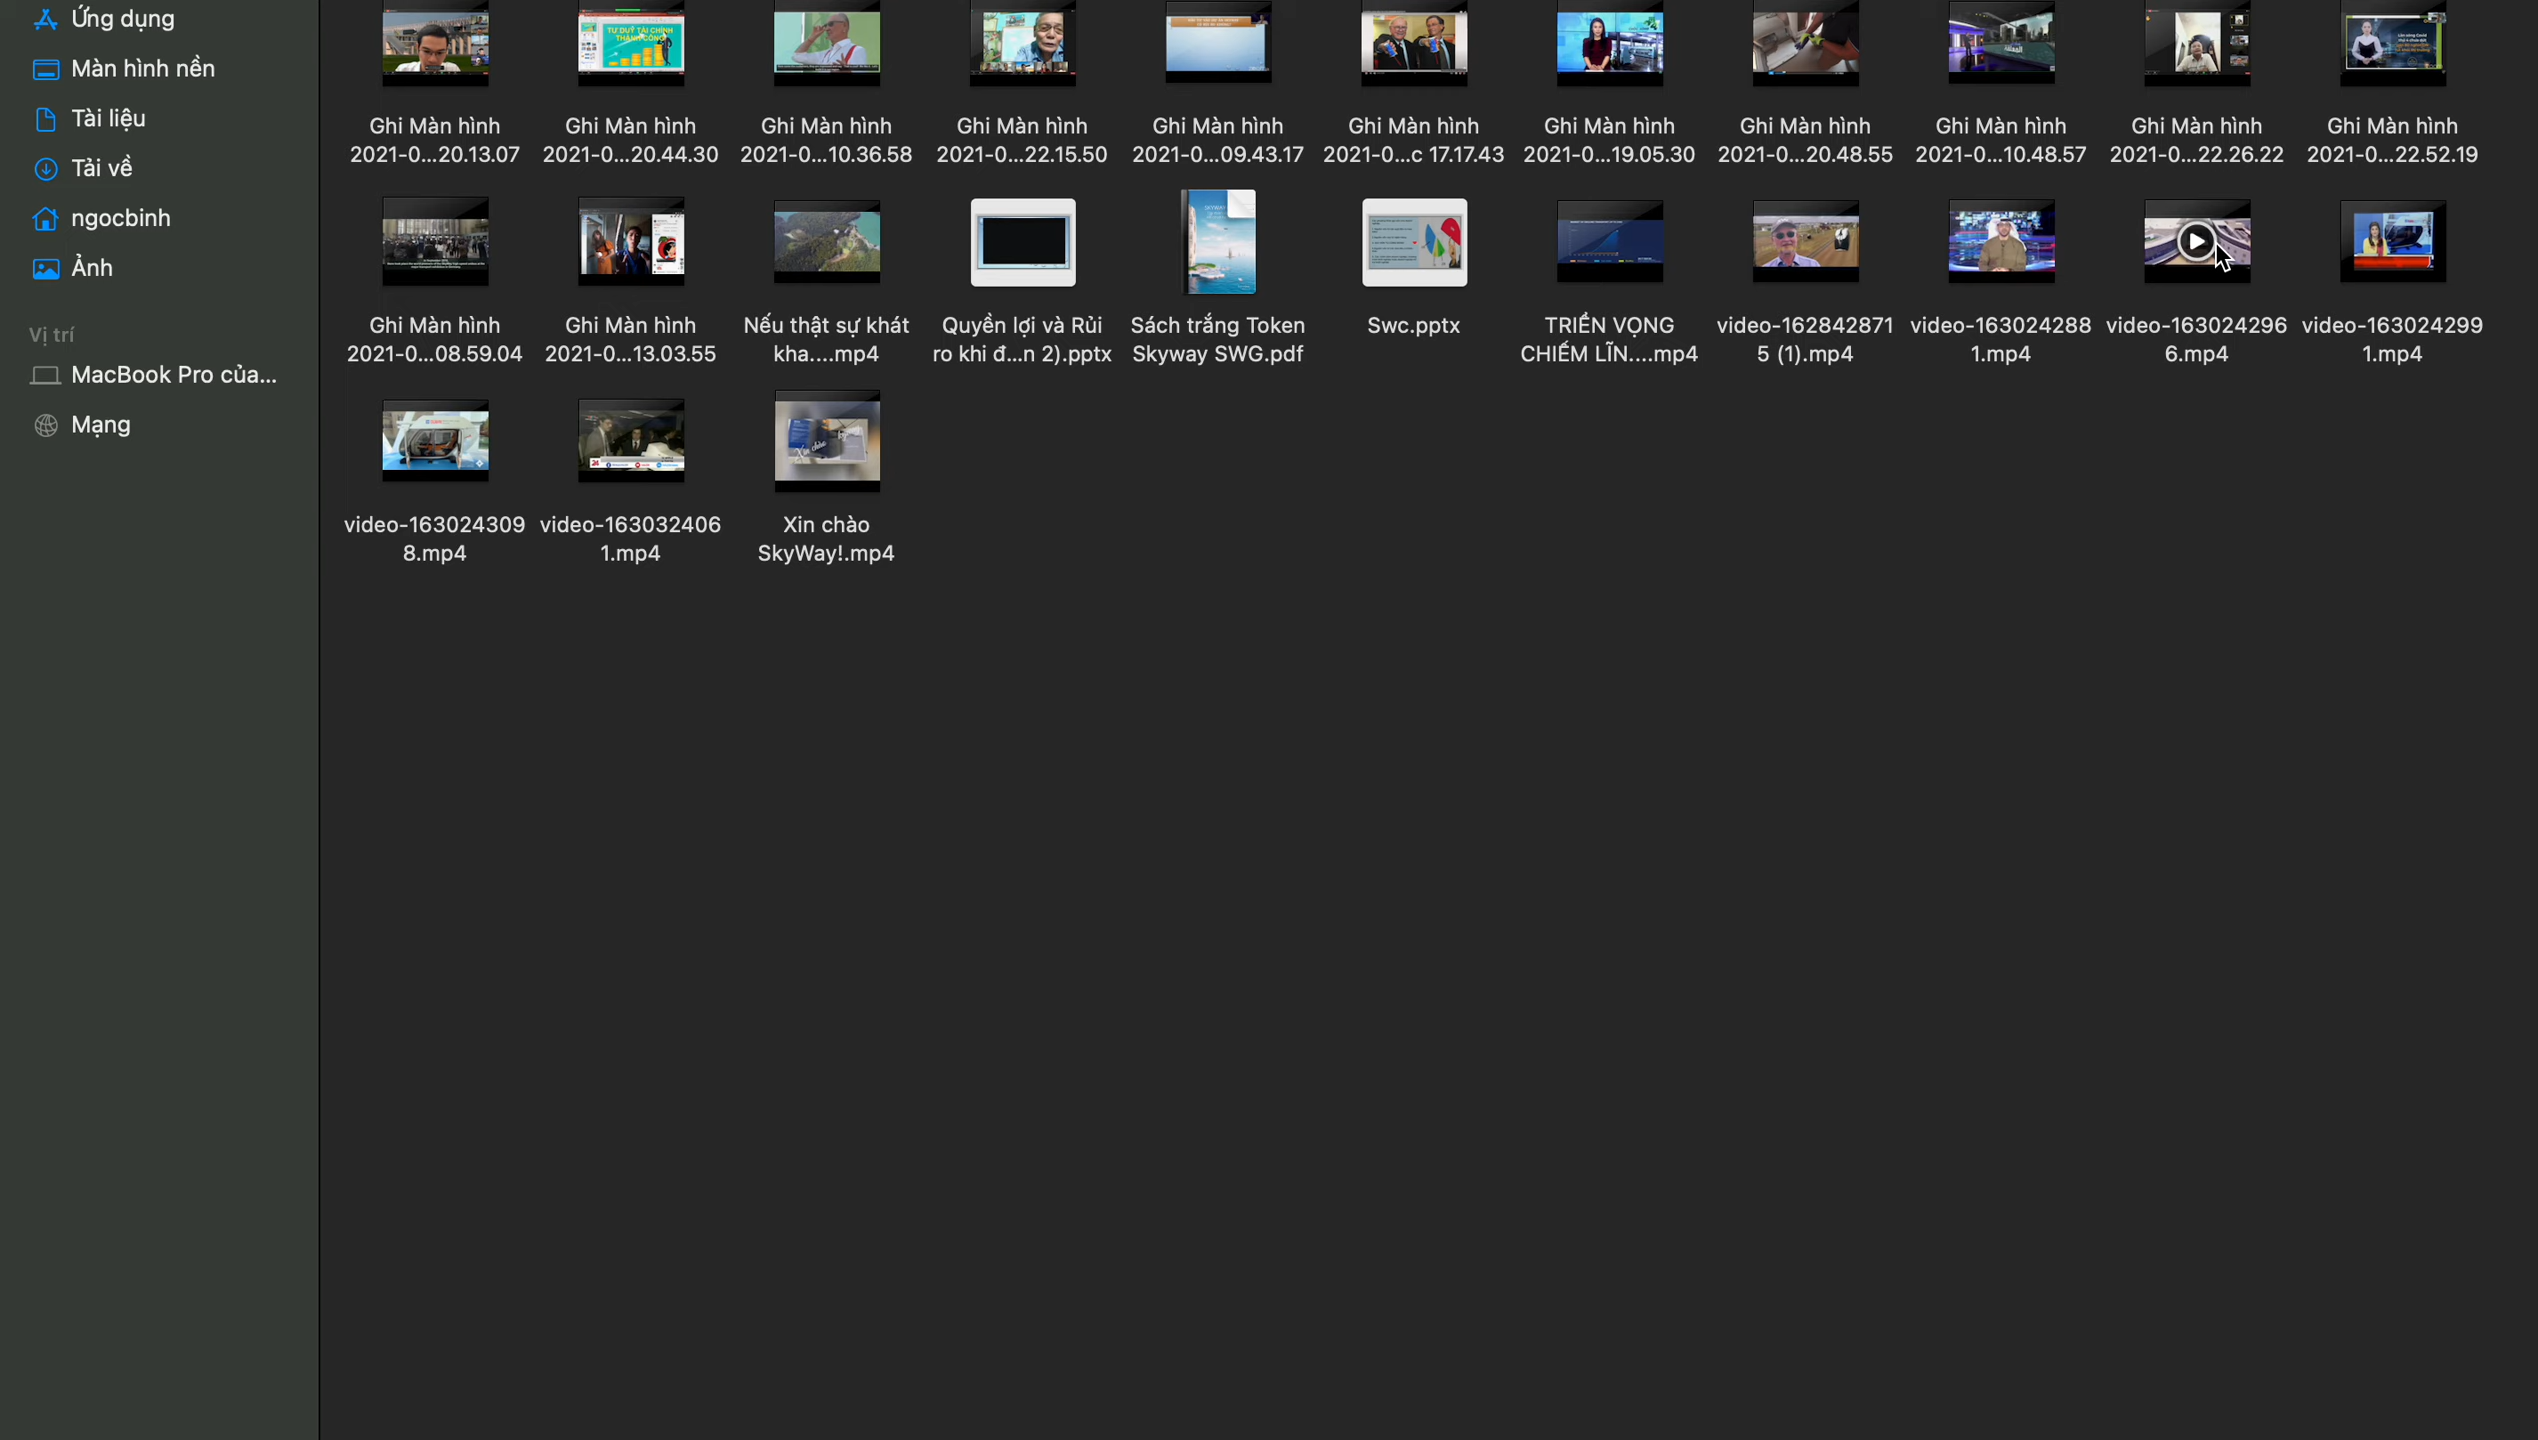 Ứng dụng
Màn hình nền
Tài liệu
Tải về
ngocbinh
Ảnh
Vị trí
MacBook Pro của...
Mạng
TƯ DUY TÀI CHÍNH
THÀNH CÔNG
Ghi Màn hình
2021-0...20.13.07
Ghi Màn hình
2021-0...20.44.30
Ghi Màn hình
2021-0...10.36.58
Ghi Màn hình
2021-0...22.15.50
Ghi Màn hình
2021-0...09.43.17
Ghi Màn hình
2021-0...c 17.17.43
Ghi Màn hình
2021-0...19.05.30
Ghi Màn hình
2021-0...20.48.55
Ghi Màn hình
2021-0...10.48.57
Ghi Màn hình
2021-0...22.26.22
Ghi Màn hình
2021-0...22.52.19
Ghi Màn hình
2021-0...08.59.04
Ghi Màn hình
2021-0...13.03.55
Nếu thật sự khát
kha....mp4
Quyền lợi và Rủi
ro khi đ...n 2).pptx
Sách trắng Token
Skyway SWG.pdf
Swc.pptx
TRIỂN VỌNG
CHIẾM LĨN....mp4
video-162842871
5 (1).mp4
video-163024288
1.mp4
video-163024296
6.mp4
video-163024299
1.mp4
video-163024309
8.mp4
video-163032406
1.mp4
Xin chào
SkyWay!.mp4